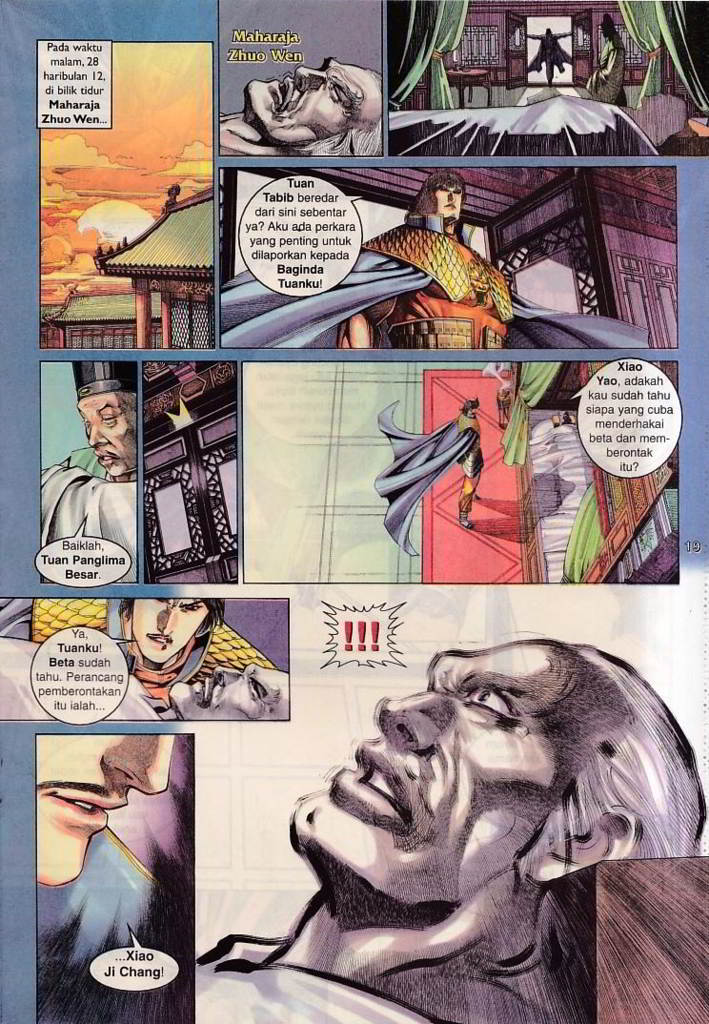 Pada waktu
malam, 28
haribulan 12,
di bilik tidur
Maharaja
Zhuo Wen...
Maharaja
Zhuo Wen
Tuan
Tabib beredar
dari sini sebentar
ya? Aku ada perkara
yang penting untuk
dilaporkan kepada
Baginda
Tuanku!
Baiklah,
Tuan Panglima
Besar.
Xiao
Yao, adakah
kau sudah tahu
siapa yang cuba
menderhakai
beta dan mem-
berontak
itu?
19
Ya,
Tuanku!
Beta sudah
tahu. Perancang
pemberontakan
itu ialah...
!!!
...Xiao
Ji Chang!